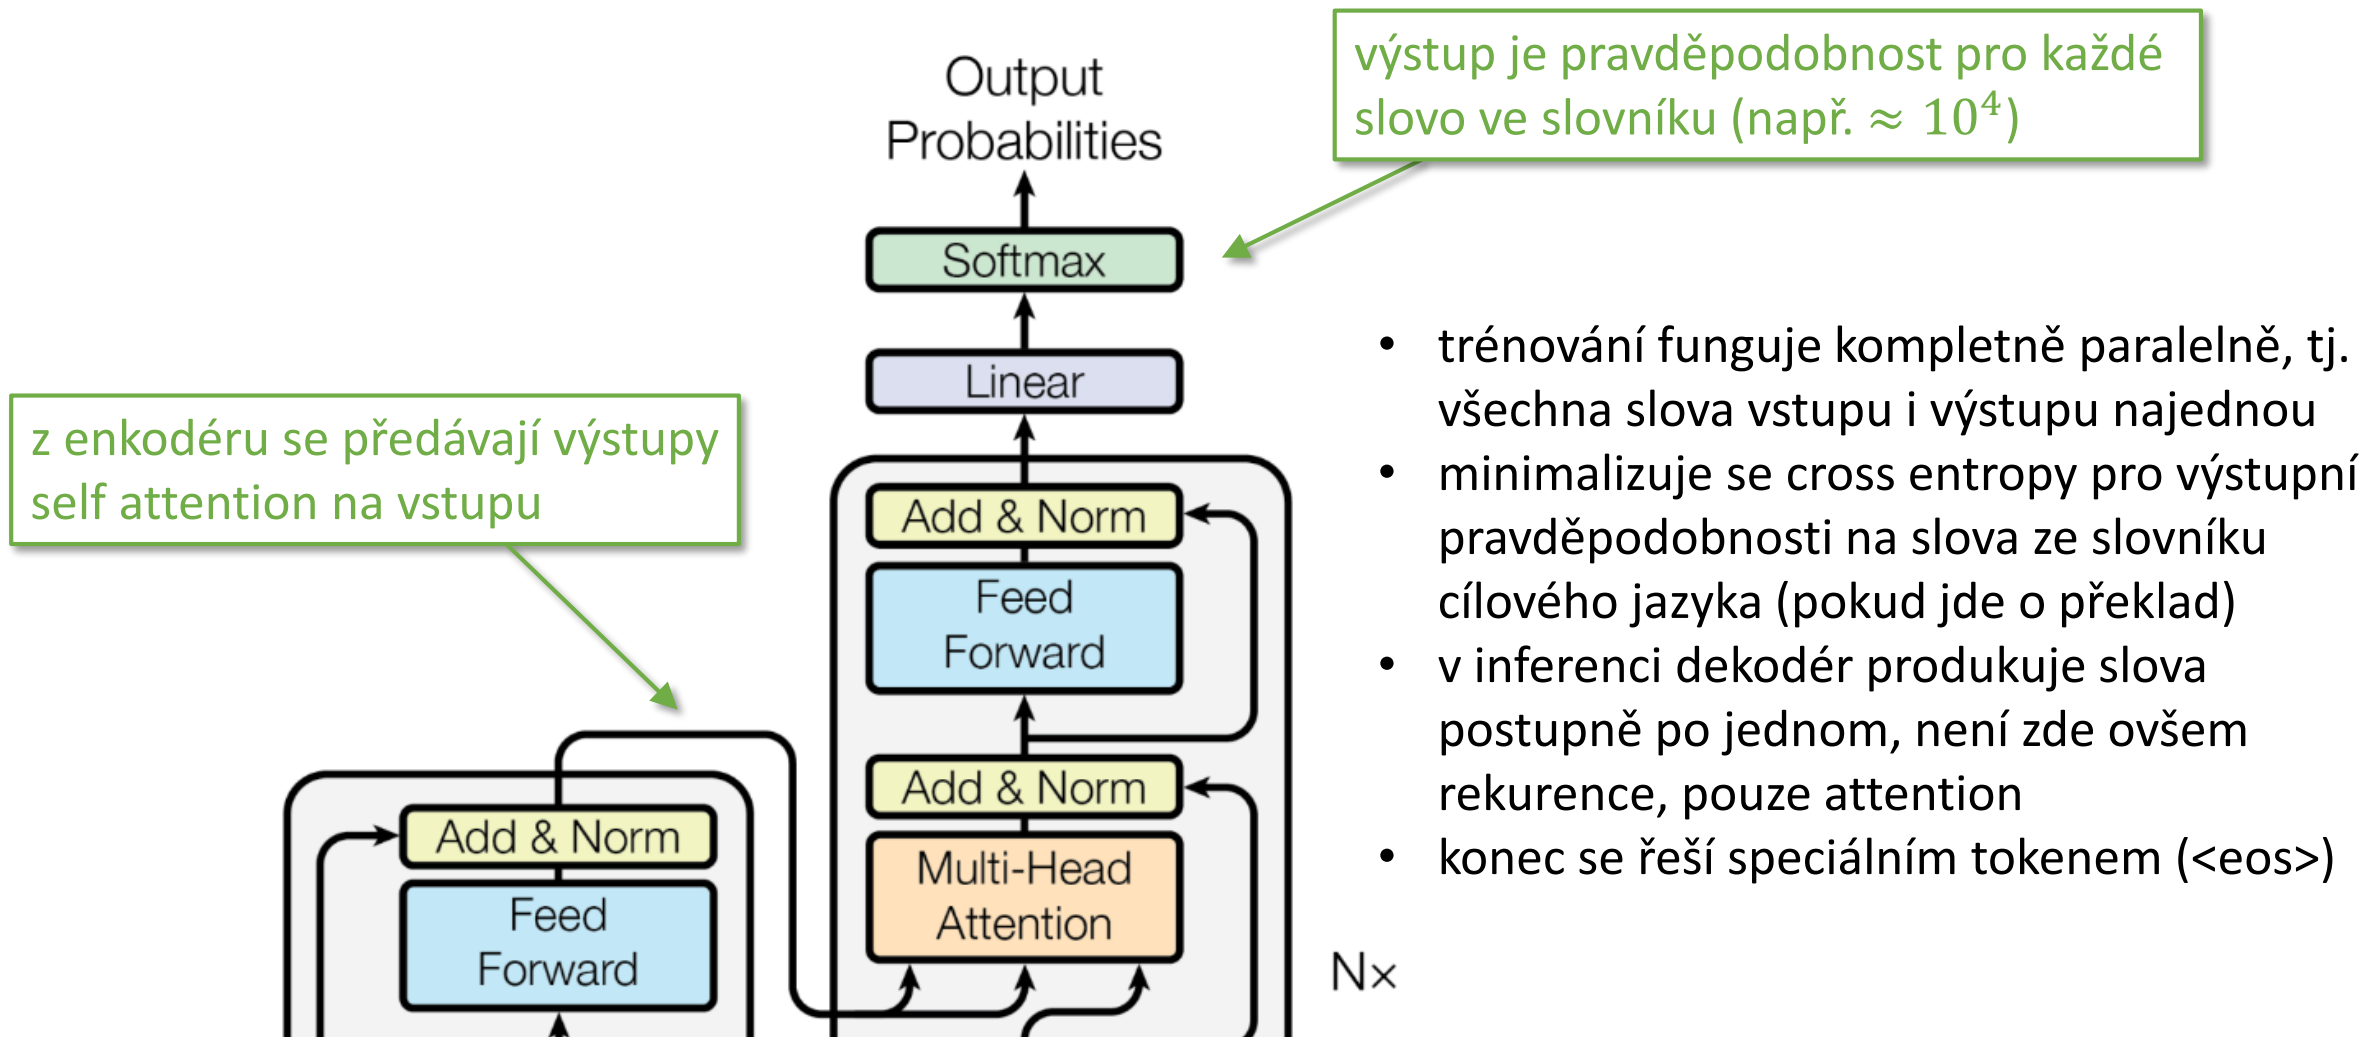 Output
Probabilities
výstup je pravděpodobnost pro každé
slovo ve slovníku (např. ≈ 10⁴)
Softmax
Linear
z enkodéru se předávají výstupy
self attention na vstupu
Add & Norm
Feed
Forward
Add & Norm
Multi-Head
Attention
N×
Add & Norm
Feed
Forward
• trénování funguje kompletně paralelně, tj.
všechna slova vstupu i výstupu najednou
• minimalizuje se cross entropy pro výstupní
pravděpodobnosti na slova ze slovníku
cílového jazyka (pokud jde o překlad)
• v inferenci dekodér produkuje slova
postupně po jednom, není zde ovšem
rekurence, pouze attention
• konec se řeší speciálním tokenem (<eos>)